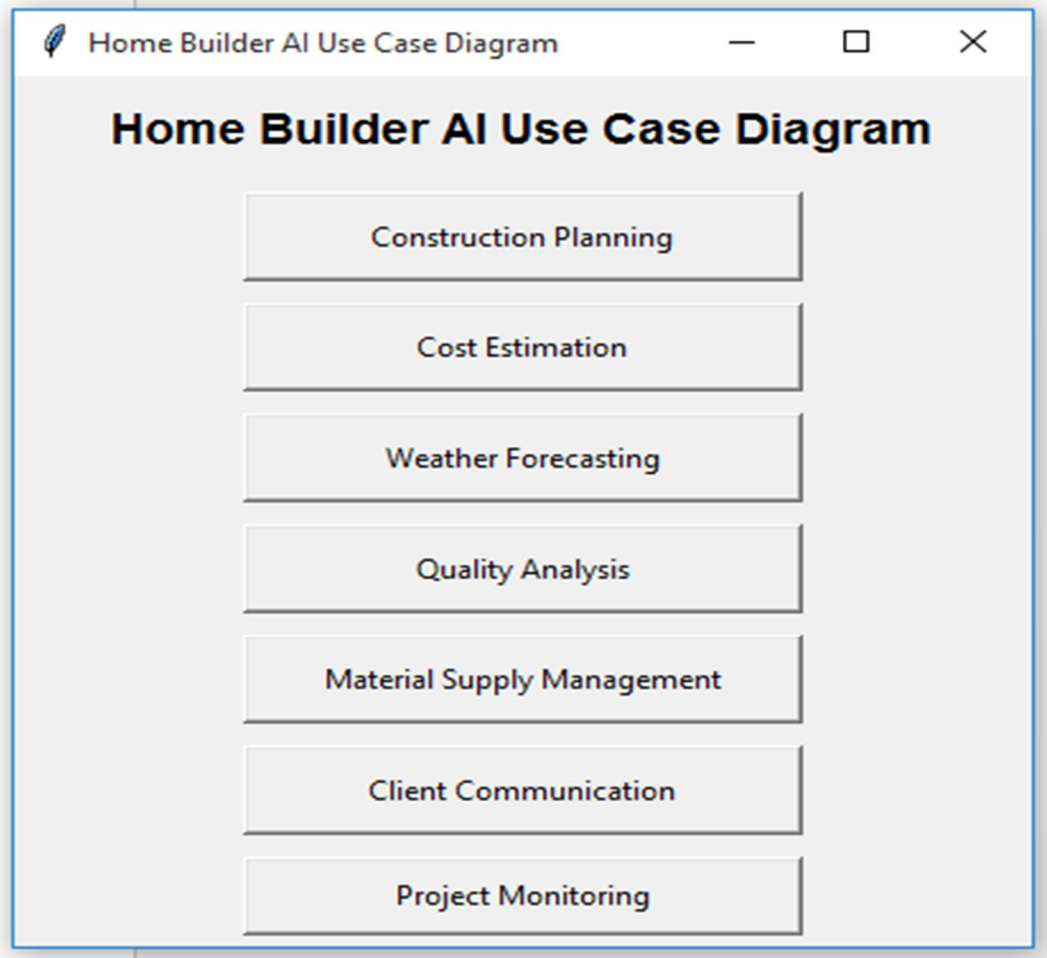 Home Builder AI Use Case Diagram
Home Builder AI Use Case Diagram
Construction Planning
Cost Estimation
Weather Forecasting
Quality Analysis
Material Supply Management
Client Communication
Project Monitoring